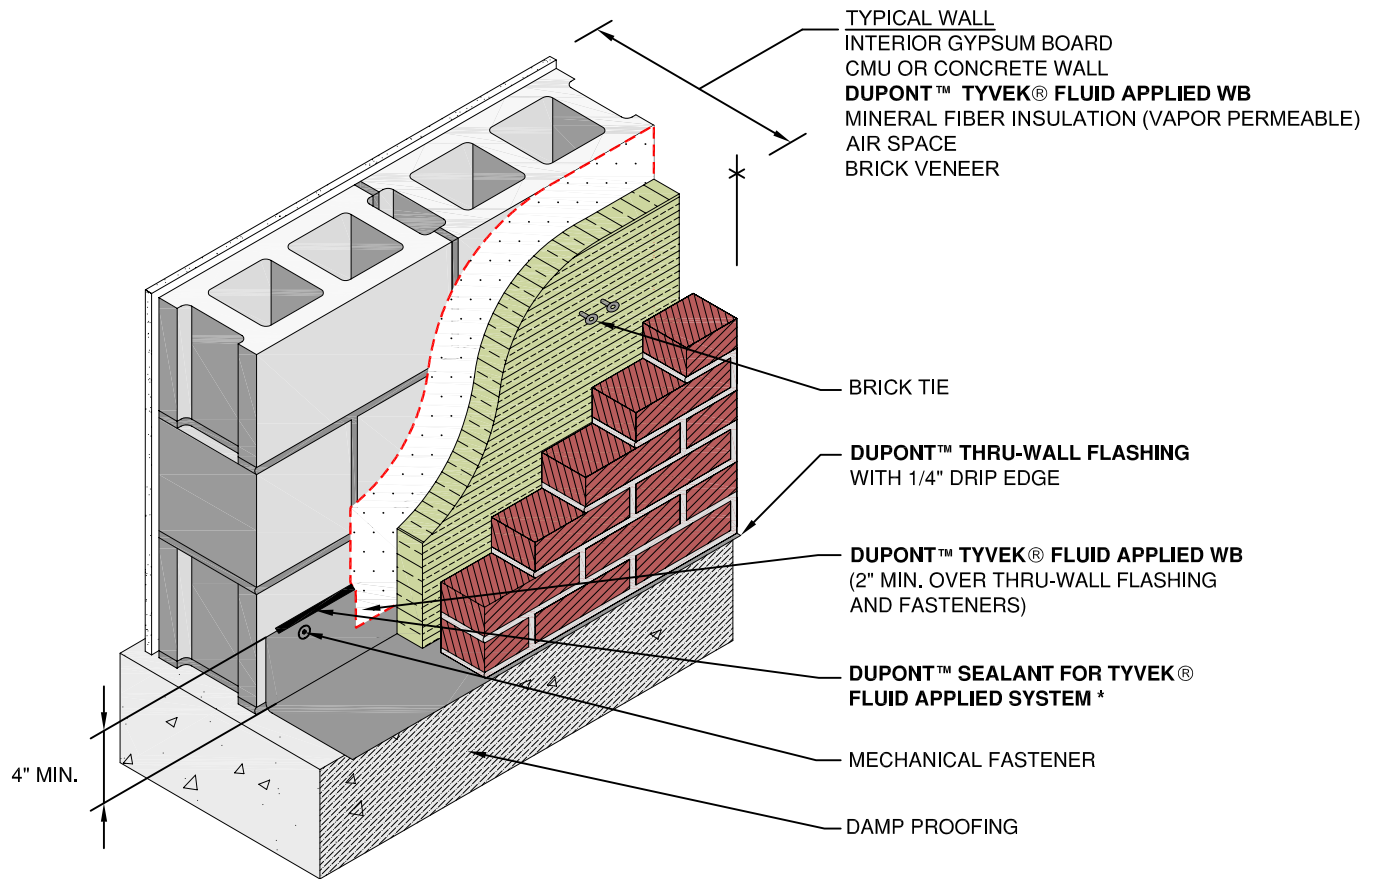 TYPICAL WALL
INTERIOR GYPSUM BOARD
CMU OR CONCRETE WALL
DUPONT™ TYVEK® FLUID APPLIED WB
MINERAL FIBER INSULATION (VAPOR PERMEABLE)
AIR SPACE
BRICK VENEER
BRICK TIE
DUPONT™ THRU-WALL FLASHING
WITH 1/4" DRIP EDGE
DUPONT™ TYVEK® FLUID APPLIED WB
(2" MIN. OVER THRU-WALL FLASHING
AND FASTENERS)
DUPONT™ SEALANT FOR TYVEK®
FLUID APPLIED SYSTEM *
MECHANICAL FASTENER
4" MIN.
DAMP PROOFING